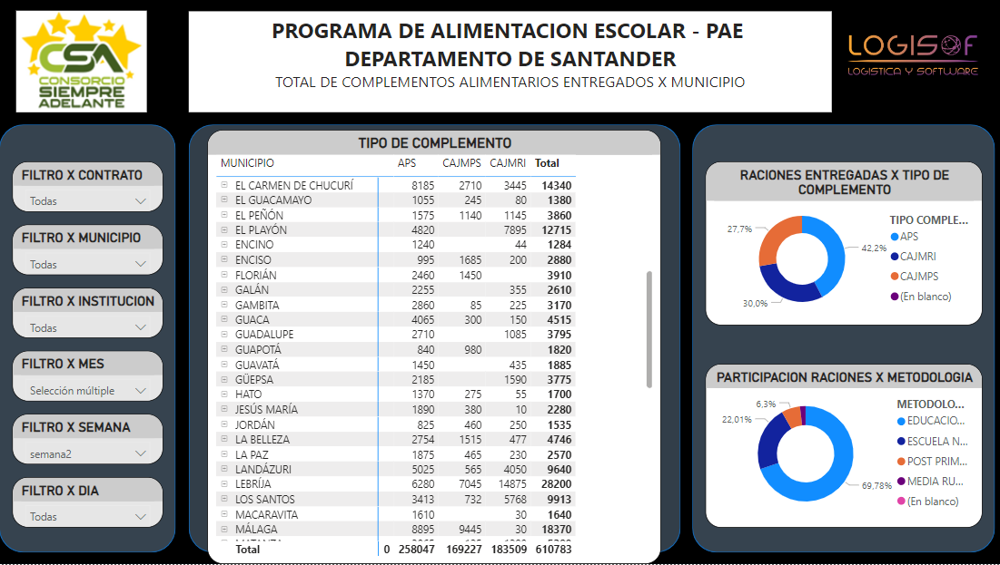 CSA
CONSORCIO
SIEMPRE
ADELANTE
PROGRAMA DE ALIMENTACION ESCOLAR - PAE
DEPARTAMENTO DE SANTANDER
TOTAL DE COMPLEMENTOS ALIMENTARIOS ENTREGADOS X MUNICIPIO
LOGISOF
LOGISTICA Y SOFTWARE
FILTRO X CONTRATO
Todas
FILTRO X MUNICIPIO
Todas
FILTRO X INSTITUCION
Todas
FILTRO X MES
Selección múltiple
FILTRO X SEMANA
semana2
FILTRO X DIA
Todas
TIPO DE COMPLEMENTO
MUNICIPIO APS CAJMPS CAJMRI Total
EL CARMEN DE CHUCURÍ 8185 2710 3445 14340
EL GUACAMAYO 1055 245 80 1380
EL PEÑÓN 1575 1140 1145 3860
EL PLAYÓN 4820 7895 12715
ENCINO 1240 44 1284
ENCISO 995 1685 200 2880
FLORIÁN 2460 1450 3910
GALÁN 2255 355 2610
GAMBITA 2860 85 225 3170
GUACA 4065 300 150 4515
GUADALUPE 2710 1085 3795
GUAPOTÁ 840 980 1820
GUAVATÁ 1450 435 1885
GÜEPSA 2185 1590 3775
HATO 1370 275 55 1700
JESÚS MARÍA 1890 380 10 2280
JORDÁN 825 460 250 1535
LA BELLEZA 2754 1515 477 4746
LA PAZ 1875 465 230 2570
LANDÁZURI 5025 565 4050 9640
LEBRÍJA 6280 7045 14875 28200
LOS SANTOS 3413 732 5768 9913
MACARAVITA 1610 30 1640
MÁLAGA 8895 9445 30 18370
Total 0 258047 169227 183509 610783
RACIONES ENTREGADAS X TIPO DE
COMPLEMENTO
27,7%
42,2%
30,0%
TIPO COMPLE...
APS
CAJMRI
CAJMPS
(En blanco)
PARTICIPACION RACIONES X METODOLOGIA
6,3%
22,01%
69,78%
METODOLO...
EDUCACIO...
ESCUELA N...
POST PRIM...
MEDIA RU...
(En blanco)